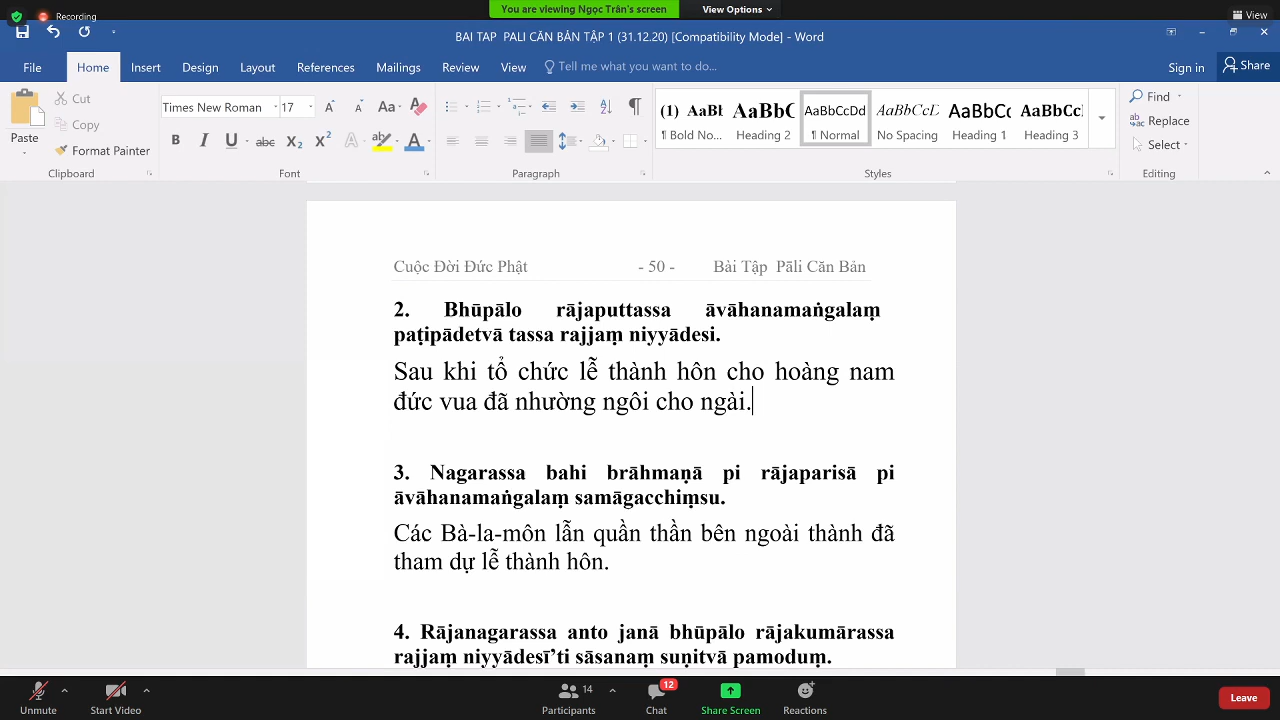 Recording
You are viewing Ngọc Trân's screen
View Options
View
BAI TAP PALI CĂN BẢN TẬP 1 (31.12.20) [Compatibility Mode] - Word
File Home Insert Design Layout References Mailings Review View Tell me what you want to do... Sign in Share
Paste
Cut
Copy
Format Painter
Clipboard
Times New Roman 17
Font
Paragraph
(1) AaBł AaBbC AaBbCcDd AaBbCcL AaBbCc AaBbCc
¶ Bold No... Heading 2 ¶ Normal No Spacing Heading 1 Heading 3
Styles
Find
Replace
Select
Editing
Cuộc Đời Đức Phật - 50 - Bài Tập Pāli Căn Bản
2. Bhūpālo rājaputtassa āvāhanamaṅgalaṃ
paṭipādetvā tassa rajjaṃ niyyādesi.
Sau khi tổ chức lễ thành hôn cho hoàng nam
đức vua đã nhường ngôi cho ngài.
3. Nagarassa bahi brāhmaṇā pi rājaparisā pi
āvāhanamaṅgalaṃ samāgacchiṃsu.
Các Bà-la-môn lẫn quần thần bên ngoài thành đã
tham dự lễ thành hôn.
4. Rājanagarassa anto janā bhūpālo rājakumārassa
rajjaṃ niyyādesī’ti sāsanaṃ suṇitvā pamoduṃ.
Unmute
Start Video
Participants 14
Chat 12
Share Screen
Reactions
Leave